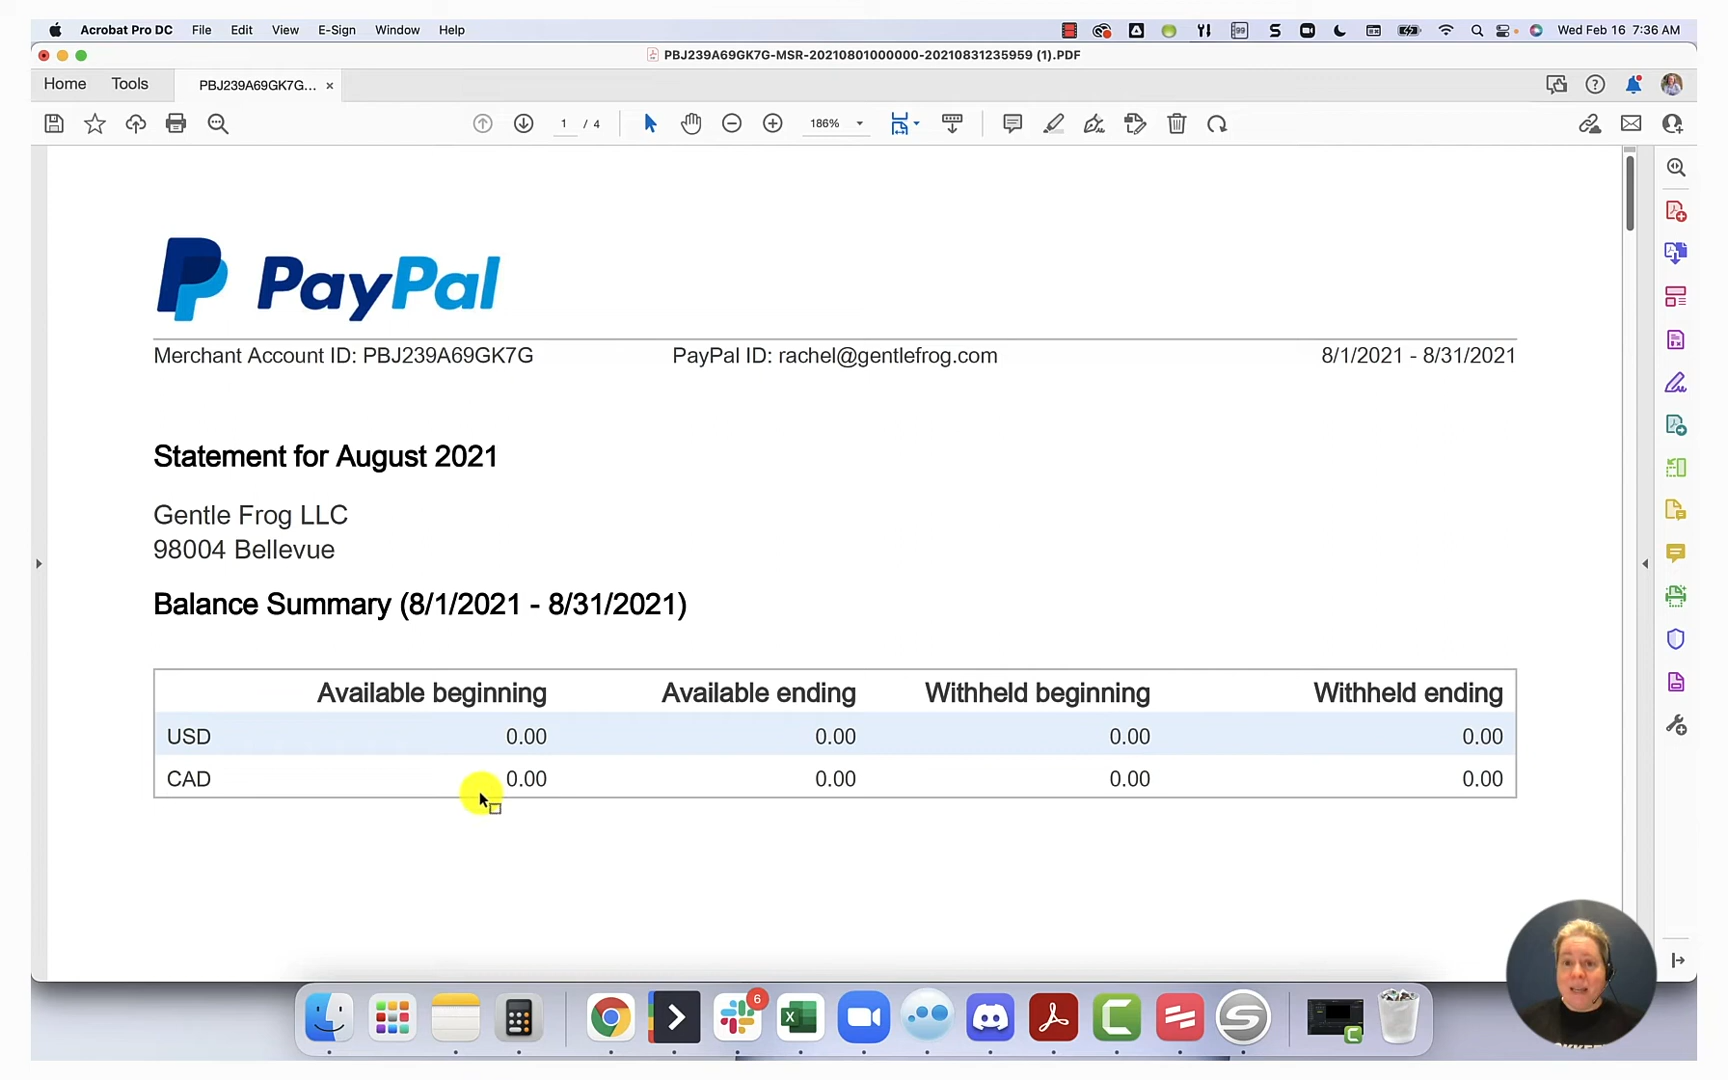 Acrobat Pro DC File Edit View E-Sign Window Help Wed Feb 16 7:36 AM
PBJ239A69GK7G-MSR-20210801000000-20210831235959 (1).PDF
Home Tools PBJ239A69GK7G... ×
1 / 4 186%
PayPal
Merchant Account ID: PBJ239A69GK7G PayPal ID: rachel@gentlefrog.com 8/1/2021 - 8/31/2021
Statement for August 2021
Gentle Frog LLC
98004 Bellevue
Balance Summary (8/1/2021 - 8/31/2021)
Available beginning Available ending Withheld beginning Withheld ending
USD 0.00 0.00 0.00 0.00
CAD 0.00 0.00 0.00 0.00
6